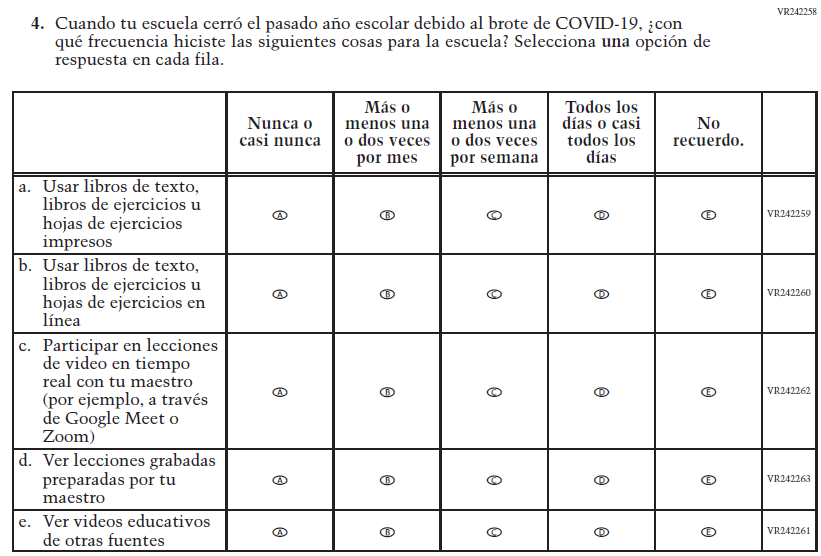 VR242258
4. Cuando tu escuela cerró el pasado año escolar debido al brote de COVID-19, ¿con
qué frecuencia hiciste las siguientes cosas para la escuela? Selecciona una opción de
respuesta en cada fila.
Nunca o
casi nunca
Más o
menos una
o dos veces
por mes
Más o
menos una
o dos veces
por semana
Todos los
días o casi
todos los
días
No
recuerdo.
a. Usar libros de texto,
libros de ejercicios u
hojas de ejercicios
impresos
A B C D E VR242259
b. Usar libros de texto,
libros de ejercicios u
hojas de ejercicios en
línea
A B C D E VR242260
c. Participar en lecciones
de video en tiempo
real con tu maestro
(por ejemplo, a través
de Google Meet o
Zoom)
A B C D E VR242262
d. Ver lecciones grabadas
preparadas por tu
maestro
A B C D E VR242263
e. Ver videos educativos
de otras fuentes
A B C D E VR242261